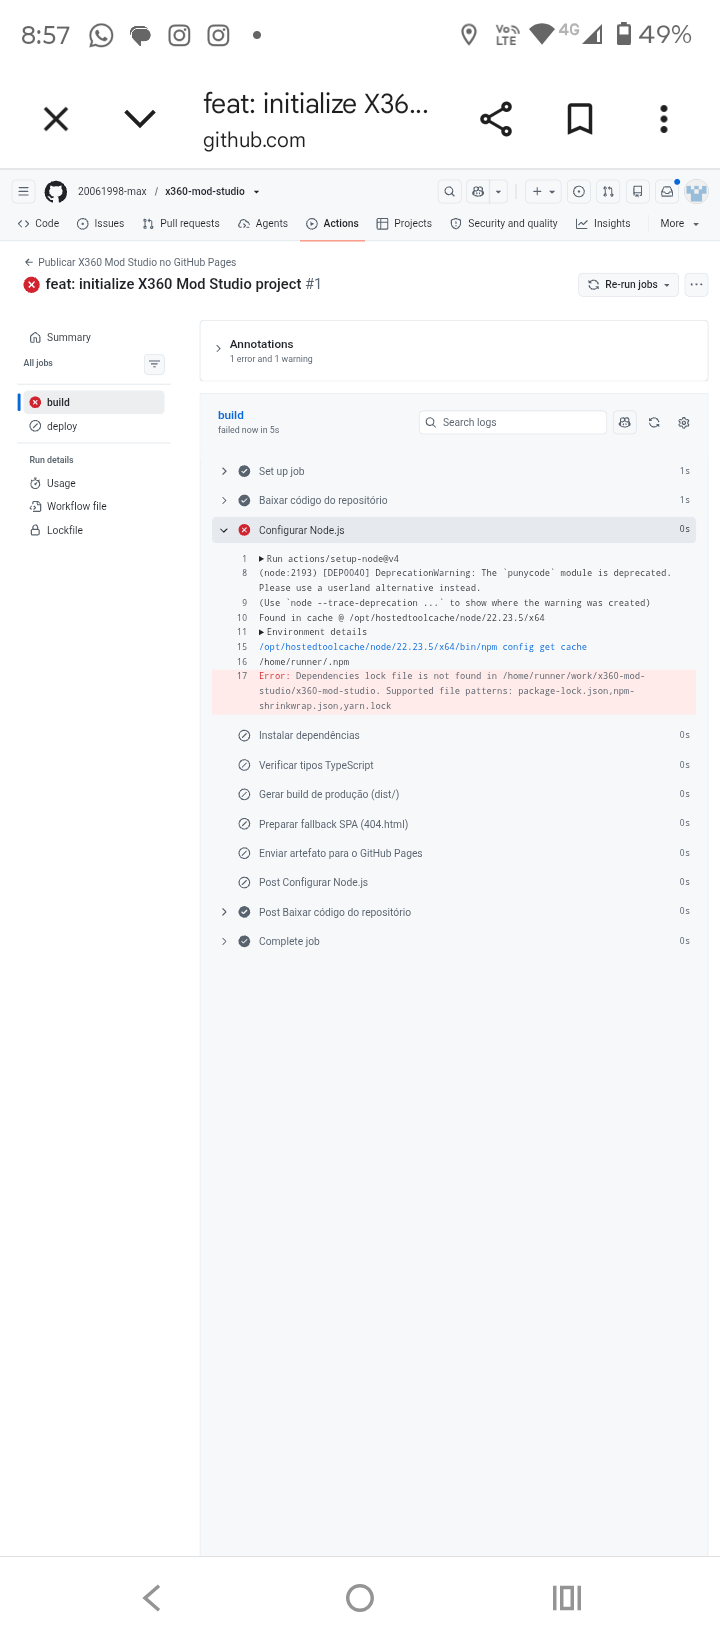 8:57
Vo)) LTE 4G 49%
feat: initialize X36...
github.com
20061998-max / x360-mod-studio
Code Issues Pull requests Agents Actions Projects Security and quality Insights More
Publicar X360 Mod Studio no GitHub Pages
feat: initialize X360 Mod Studio project #1
Re-run jobs
Summary
All jobs
build
deploy
Run details
Usage
Workflow file
Lockfile
Annotations
1 error and 1 warning
build
failed now in 5s
Search logs
Set up job 1s
Baixar código do repositório 1s
Configurar Node.js 0s
1 Run actions/setup-node@v4
8 (node:2193) [DEP0040] DeprecationWarning: The `punycode` module is deprecated.
Please use a userland alternative instead.
9 (Use `node --trace-deprecation ...` to show where the warning was created)
10 Found in cache @ /opt/hostedtoolcache/node/22.23.5/x64
11 Environment details
15 /opt/hostedtoolcache/node/22.23.5/x64/bin/npm config get cache
16 /home/runner/.npm
17 Error: Dependencies lock file is not found in /home/runner/work/x360-mod-
studio/x360-mod-studio. Supported file patterns: package-lock.json,npm-
shrinkwrap.json,yarn.lock
Instalar dependências 0s
Verificar tipos TypeScript 0s
Gerar build de produção (dist/) 0s
Preparar fallback SPA (404.html) 0s
Enviar artefato para o GitHub Pages 0s
Post Configurar Node.js 0s
Post Baixar código do repositório 0s
Complete job 0s